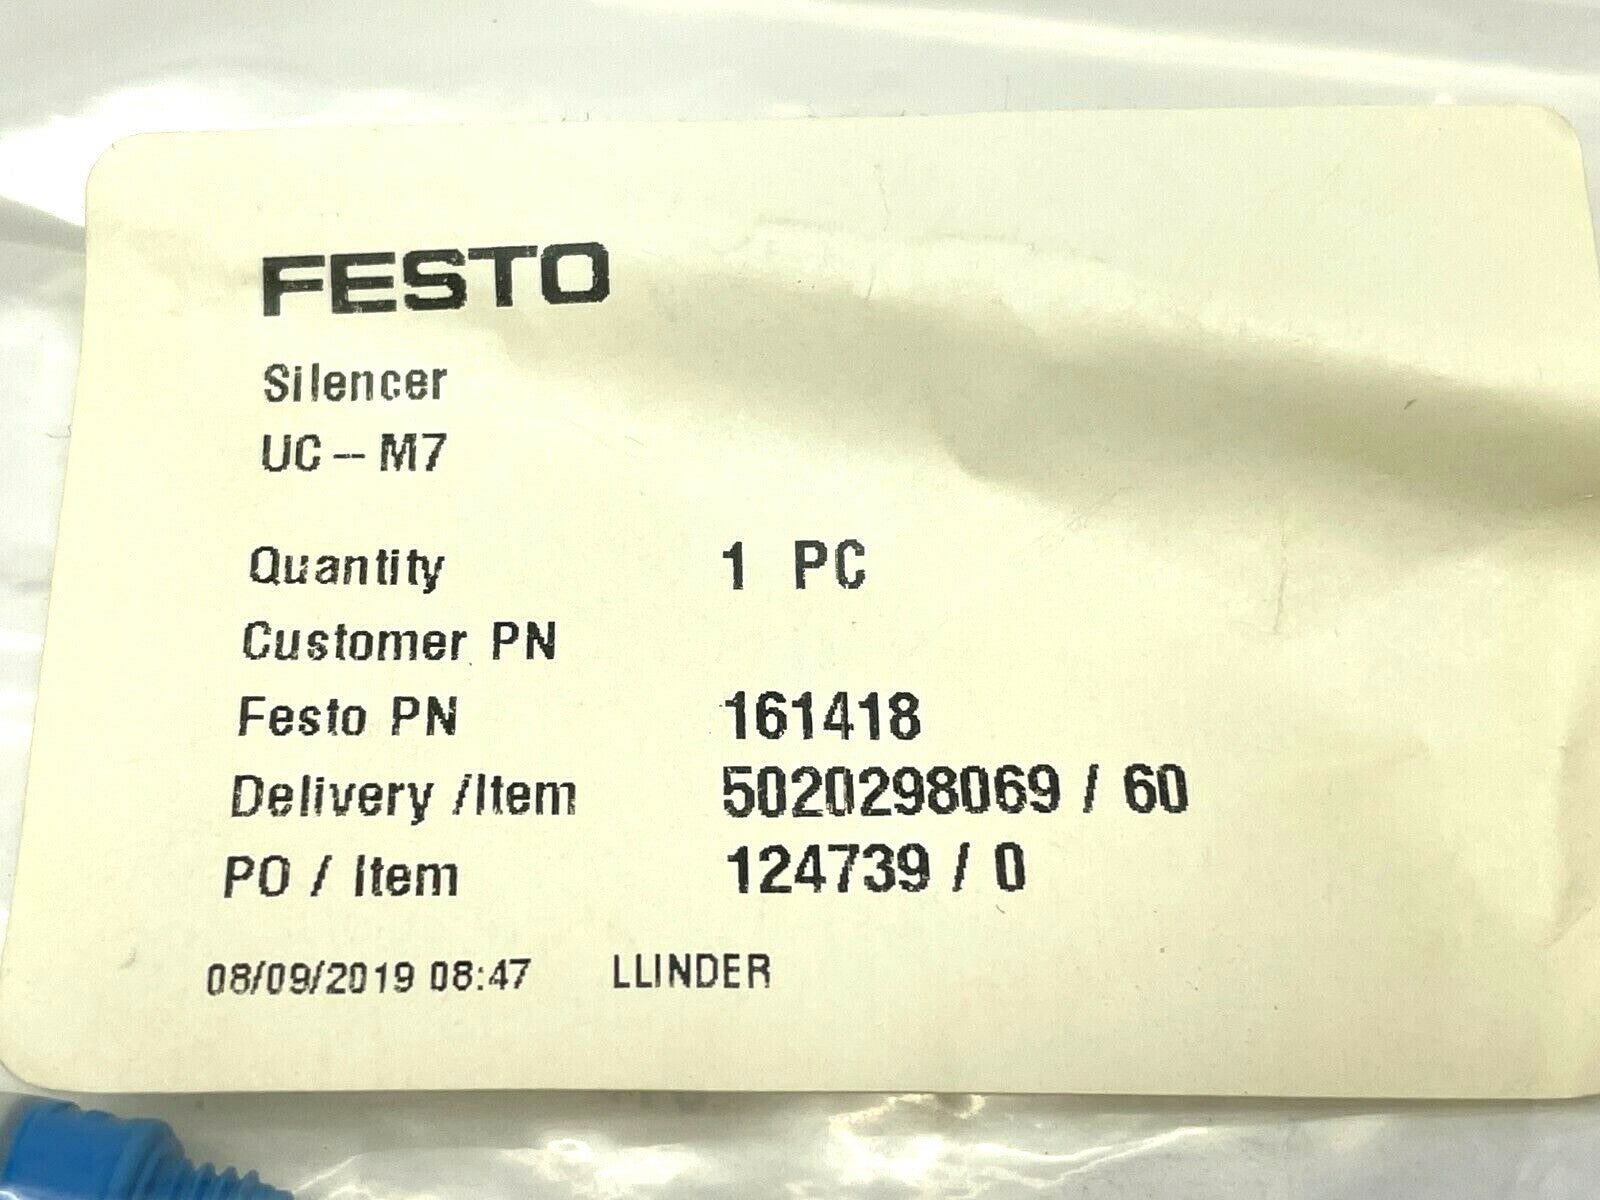 FESTO
Silencer
UC-M7
Quantity 1 PC
Customer PN
Festo PN 161418
Delivery /Item 5020298069 / 60
PO / Item 124739 / 0
08/09/2019 08:47 LLINDER